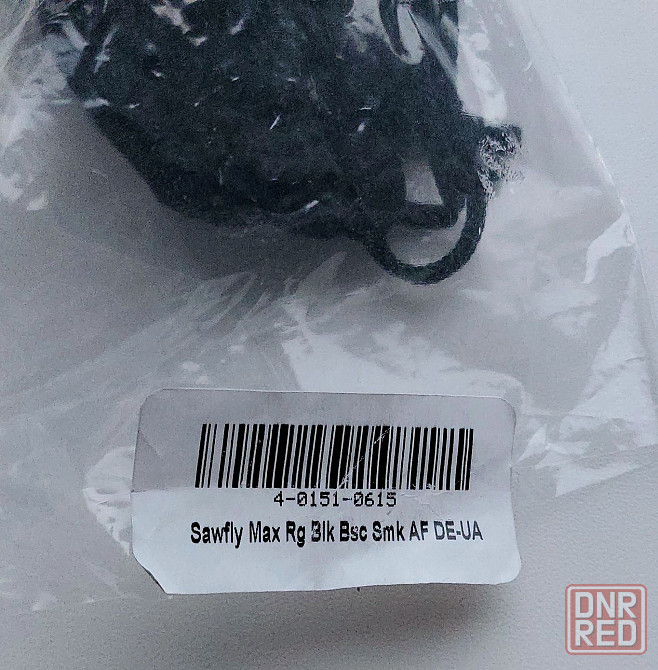 4-0151-0615
Sawfly Max Rg Blk Bsc Smk AF DE-UA
DNR
RED